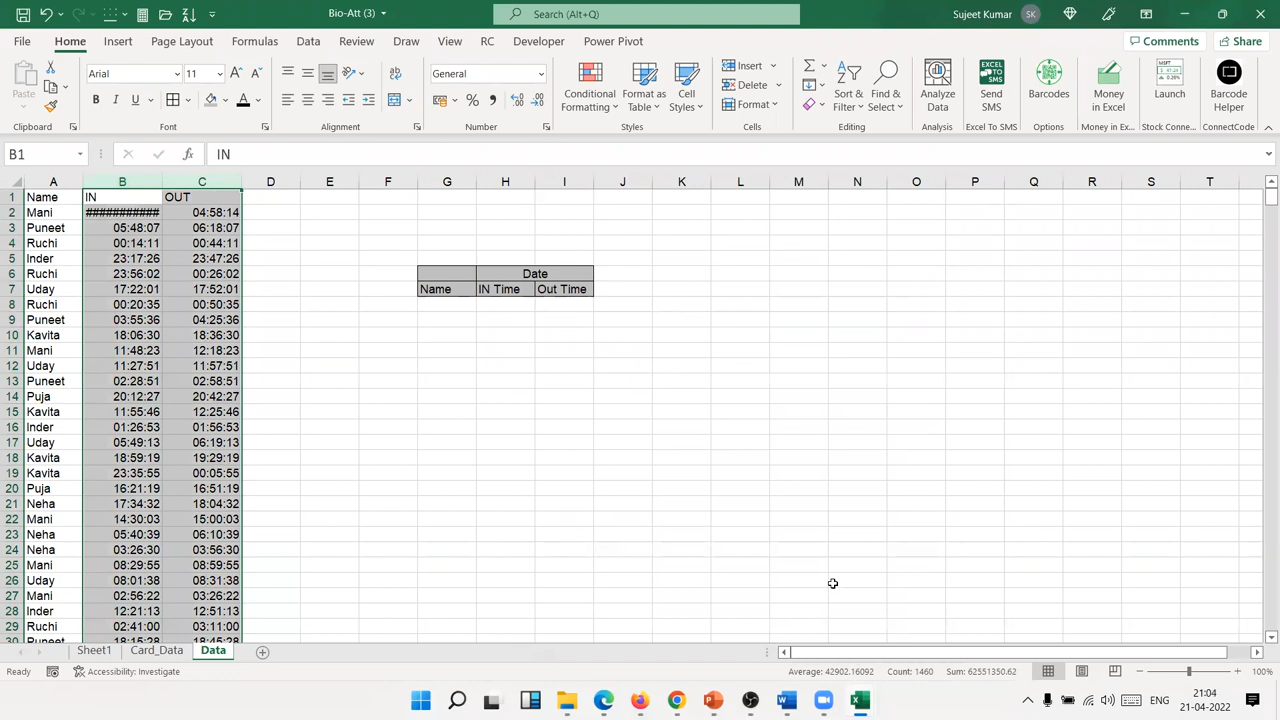 Bio-Att (3)
Search (Alt+Q)
Sujeet Kumar SK
File Home Insert Page Layout Formulas Data Review View Draw RC Developer Power Pivot Comments Share
Arial 11 General
Paste
Conditional Formatting
Format as Table
Cell Styles
Insert
Delete
Format
Sort & Filter
Find & Select
Analyze Data
Excel To SMS
EXCEL TO SMS
Send SMS
Barcodes
Money in Excel
Launch
Barcode Helper
Clipboard Font Alignment Number Styles Cells Editing Analysis Excel To SMS Options Money in Ex... Stock Connec... ConnectCode
B1 fx IN
A B C D E F G H I J K L M N O P Q R S T
1 Name IN OUT
2 Mani ########### 04:58:14
3 Puneet 05:48:07 06:18:07
4 Ruchi 00:14:11 00:44:11
5 Inder 23:17:26 23:47:26
6 Ruchi 23:56:02 00:26:02 Date
7 Uday 17:22:01 17:52:01 Name IN Time Out Time
8 Ruchi 00:20:35 00:50:35
9 Puneet 03:55:36 04:25:36
10 Kavita 18:06:30 18:36:30
11 Mani 11:48:23 12:18:23
12 Uday 11:27:51 11:57:51
13 Puneet 02:28:51 02:58:51
14 Puja 20:12:27 20:42:27
15 Kavita 11:55:46 12:25:46
16 Inder 01:26:53 01:56:53
17 Uday 05:49:13 06:19:13
18 Kavita 18:59:19 19:29:19
19 Kavita 23:35:55 00:05:55
20 Puja 16:21:19 16:51:19
21 Neha 17:34:32 18:04:32
22 Mani 14:30:03 15:00:03
23 Neha 05:40:39 06:10:39
24 Neha 03:26:30 03:56:30
25 Mani 08:29:55 08:59:55
26 Uday 08:01:38 08:31:38
27 Mani 02:56:22 03:26:22
28 Inder 12:21:13 12:51:13
29 Ruchi 02:41:00 03:11:00
30 Puneet 18:15:28 18:45:28
Sheet1 Card_Data Data
Ready Accessibility: Investigate Average: 42902.16092 Count: 1460 Sum: 62551350.62 100%
ENG 21:04
21-04-2022